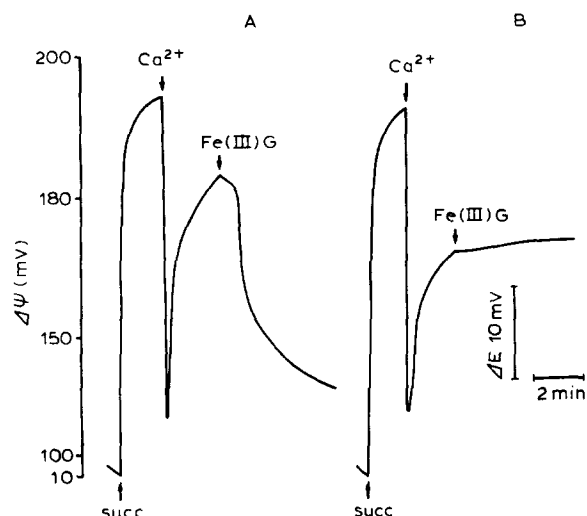 A
B
200
Ca²⁺
Ca²⁺
Fe(III)G
180
Fe(III)G
ΔΨ (mV)
150
ΔE 10 mV
2 min
100
10
succ
succ